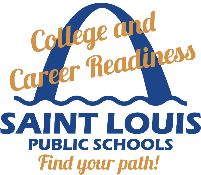 College and
Career Readiness
SAINT LOUIS
PUBLIC SCHOOLS
Find your path!